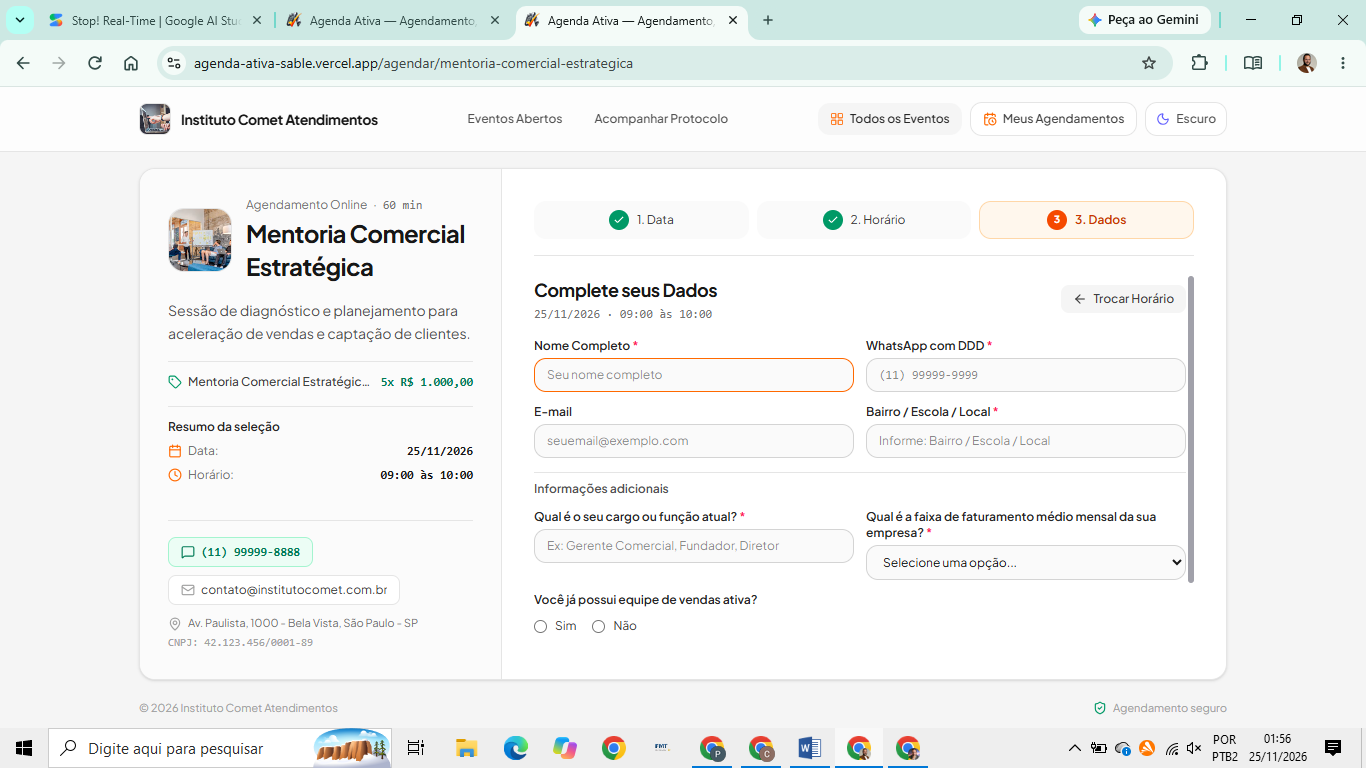 Stop! Real-Time | Google AI Stu
Agenda Ativa — Agendamento,
Agenda Ativa — Agendamento,
Peça ao Gemini
agenda-ativa-sable.vercel.app/agendar/mentoria-comercial-estrategica
Instituto Comet Atendimentos
Eventos Abertos
Acompanhar Protocolo
Todos os Eventos
Meus Agendamentos
Escuro
Agendamento Online · 60 min
Mentoria Comercial
Estratégica
Sessão de diagnóstico e planejamento para
aceleração de vendas e captação de clientes.
Mentoria Comercial Estratégic... 5x R$ 1.000,00
Resumo da seleção
Data: 25/11/2026
Horário: 09:00 às 10:00
(11) 99999-8888
contato@institutocomet.com.br
Av. Paulista, 1000 - Bela Vista, São Paulo - SP
CNPJ: 42.123.456/0001-89
1. Data
2. Horário
3 3. Dados
Complete seus Dados
25/11/2026 · 09:00 às 10:00
Trocar Horário
Nome Completo * WhatsApp com DDD *
Seu nome completo (11) 99999-9999
E-mail Bairro / Escola / Local *
seuemail@exemplo.com Informe: Bairro / Escola / Local
Informações adicionais
Qual é o seu cargo ou função atual? *
Ex: Gerente Comercial, Fundador, Diretor
Qual é a faixa de faturamento médio mensal da sua
empresa? *
Selecione uma opção...
Você já possui equipe de vendas ativa?
Sim Não
© 2026 Instituto Comet Atendimentos
Agendamento seguro
Digite aqui para pesquisar
FMT
P
C
POR
PTB2
01:56
25/11/2026